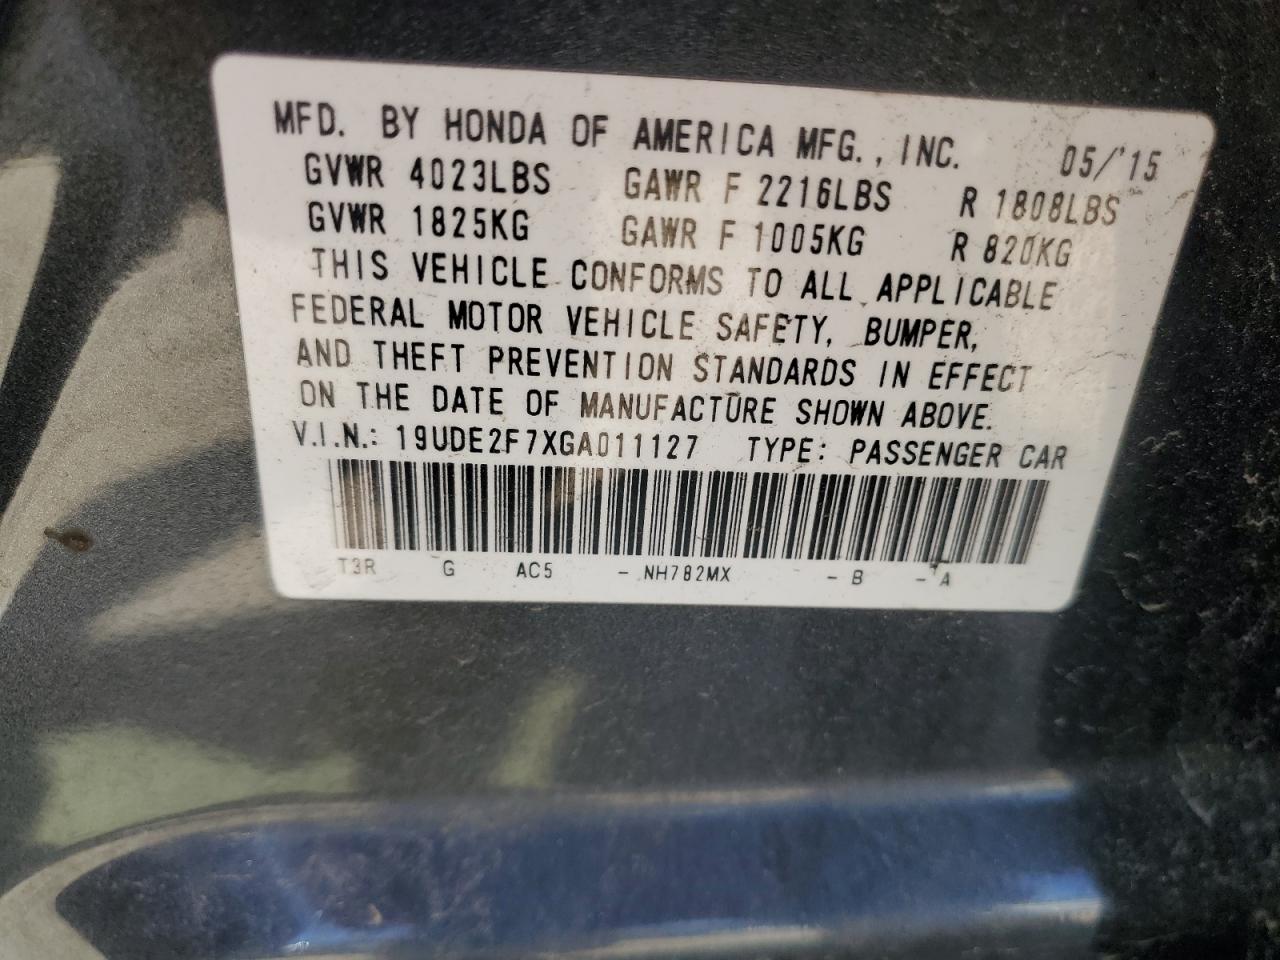 MFD. BY HONDA OF AMERICA MFG., INC. 05/'15
GVWR 4023LBS GAWR F 2216LBS R 1808LBS
GVWR 1825KG GAWR F 1005KG R 820KG
THIS VEHICLE CONFORMS TO ALL APPLICABLE
FEDERAL MOTOR VEHICLE SAFETY, BUMPER,
AND THEFT PREVENTION STANDARDS IN EFFECT
ON THE DATE OF MANUFACTURE SHOWN ABOVE.
V.I.N.: 19UDE2F7XGA011127 TYPE: PASSENGER CAR
T3R G AC5 - NH782MX - B - A